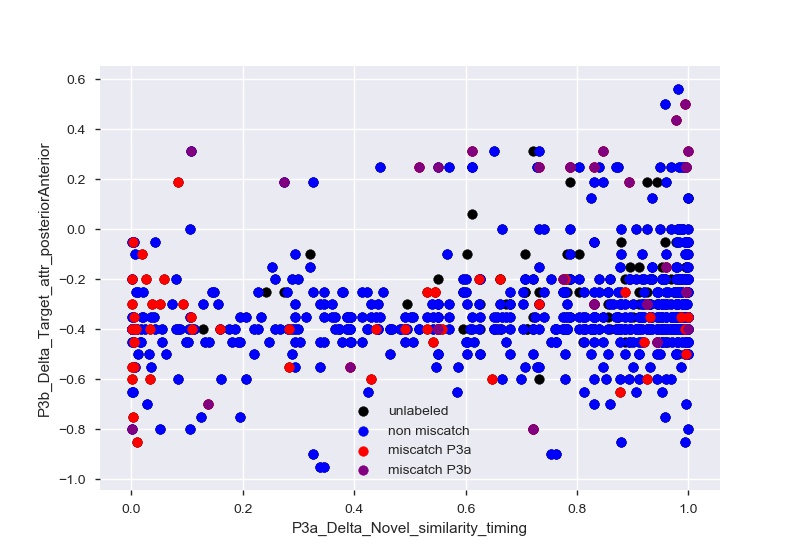 0.6
0.4
0.2
0.0
−0.2
−0.4
−0.6
−0.8
−1.0
P3b_Delta_Target_attr_posteriorAnterior
unlabeled
non miscatch
miscatch P3a
miscatch P3b
0.0 0.2 0.4 0.6 0.8 1.0
P3a_Delta_Novel_similarity_timing